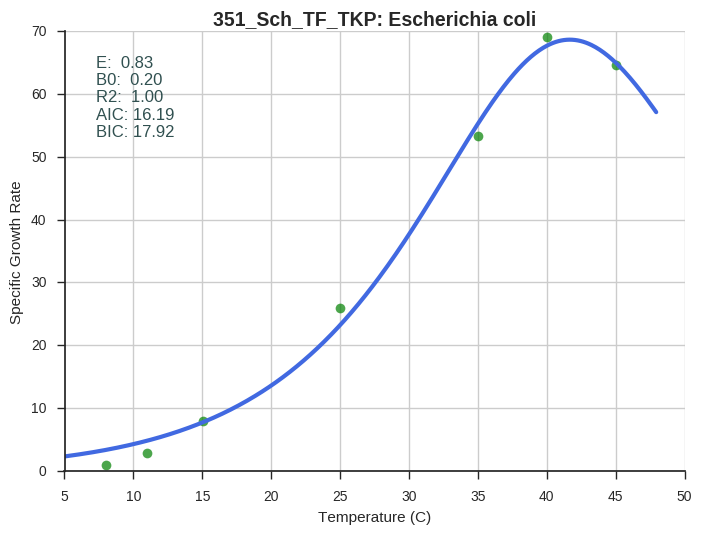 351_Sch_TF_TKP: Escherichia coli
E: 0.83
B0: 0.20
R2: 1.00
AIC: 16.19
BIC: 17.92
Specific Growth Rate
70
60
50
40
30
20
10
0
5 10 15 20 25 30 35 40 45 50
Temperature (C)